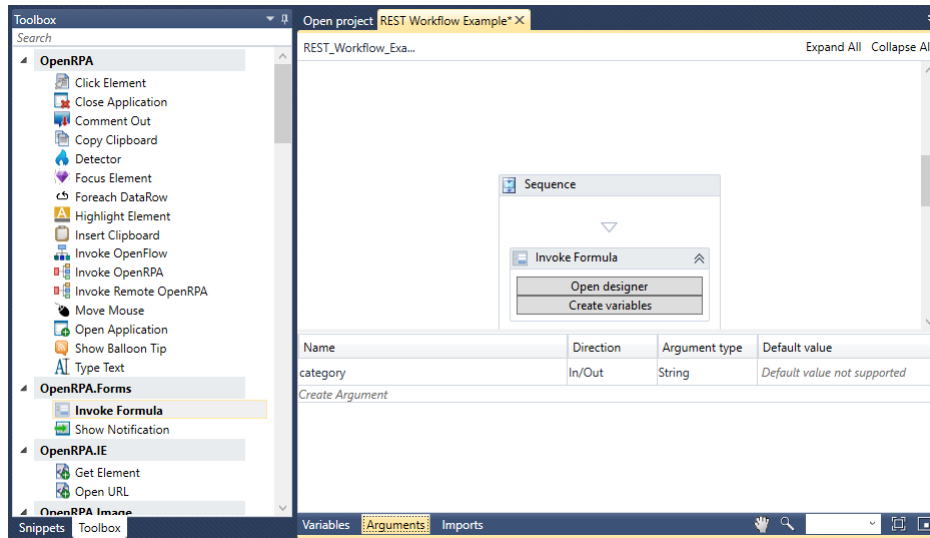 Toolbox
Search
OpenRPA
Click Element
Close Application
Comment Out
Copy Clipboard
Detector
Focus Element
Foreach DataRow
Highlight Element
Insert Clipboard
Invoke OpenFlow
Invoke OpenRPA
Invoke Remote OpenRPA
Move Mouse
Open Application
Show Balloon Tip
Type Text
OpenRPA.Forms
Invoke Formula
Show Notification
OpenRPA.IE
Get Element
Open URL
OpenRPA.Image
Snippets Toolbox
Open project REST Workflow Example*
REST_Workflow_Exa... Expand All Collapse Al
Sequence
Invoke Formula
Open designer
Create variables
Name Direction Argument type Default value
category In/Out String Default value not supported
Create Argument
Variables Arguments Imports